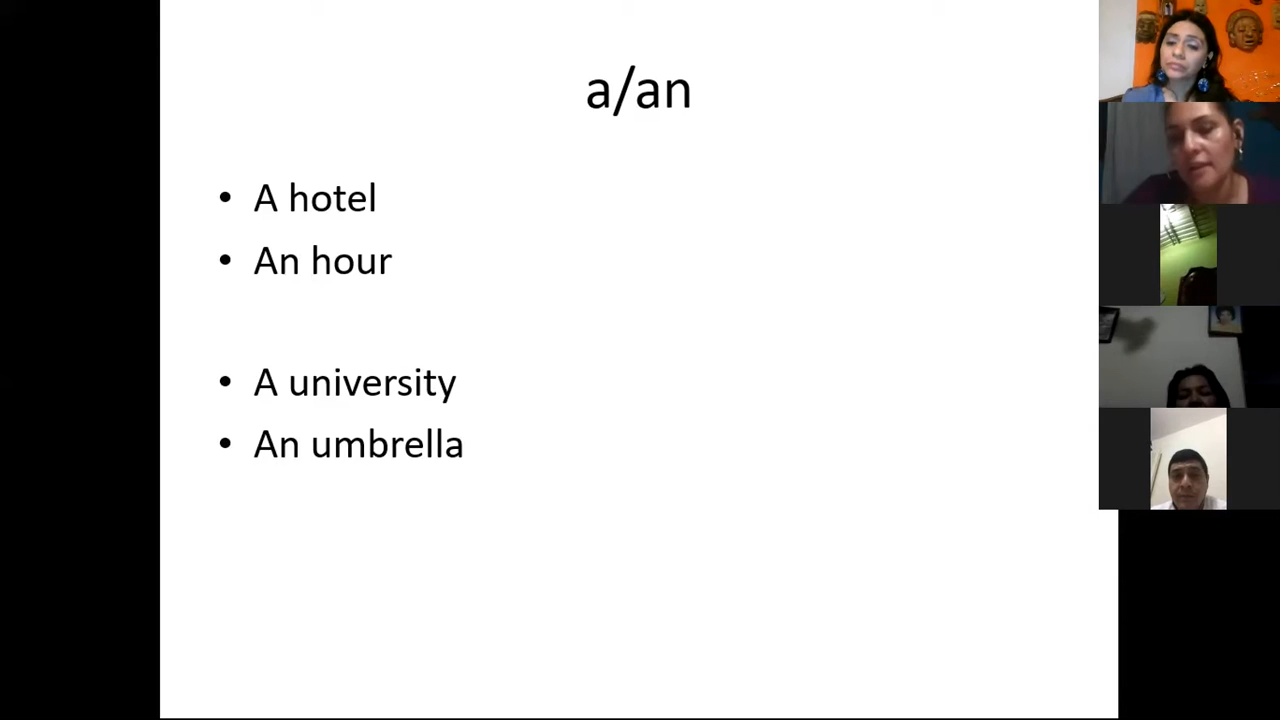 a/an
• A hotel
• An hour
• A university
• An umbrella